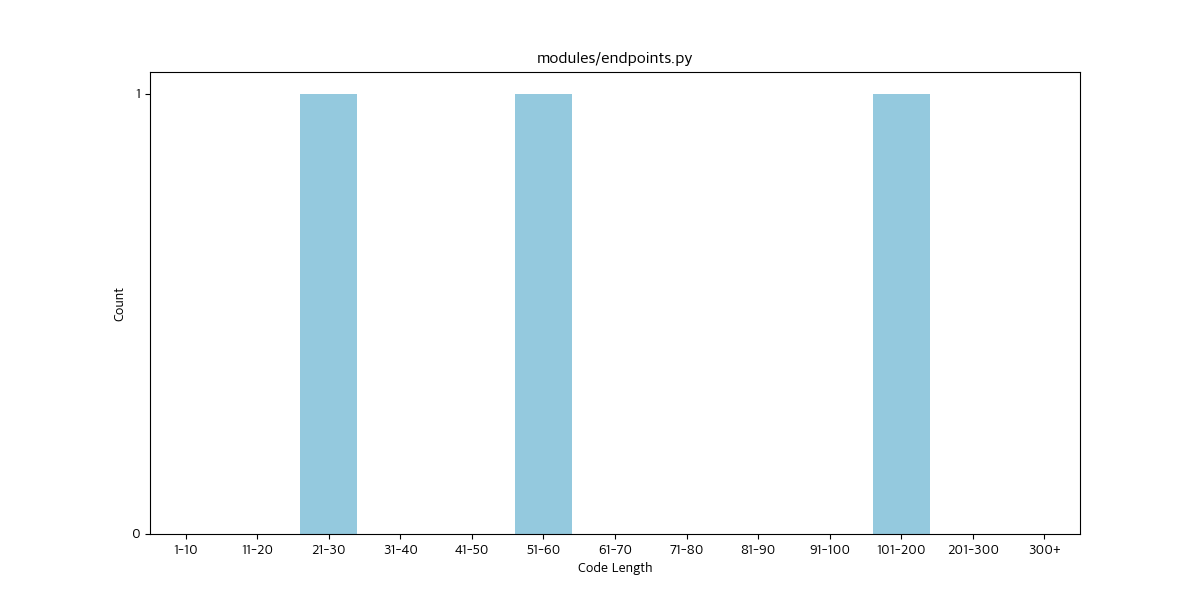 modules/endpoints.py
1
Count
0
1-10 11-20 21-30 31-40 41-50 51-60 61-70 71-80 81-90 91-100 101-200 201-300 300+
Code Length